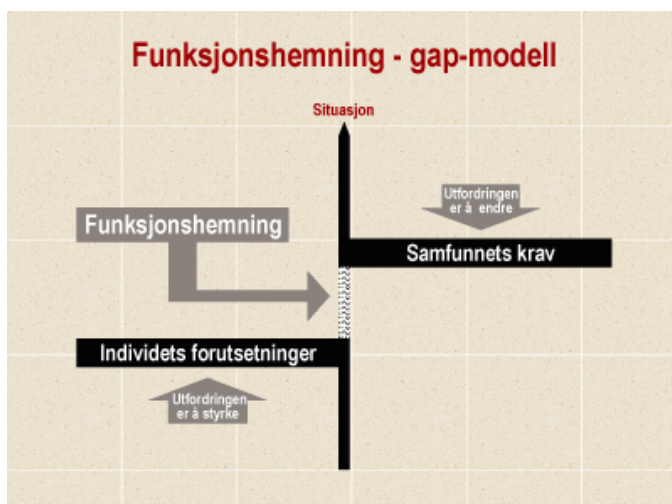 Funksjonshemning - gap-modell
Situasjon
Utfordringen
er å endre
Funksjonshemning
Samfunnets krav
Individets forutsetninger
Utfordringen
er å styrke